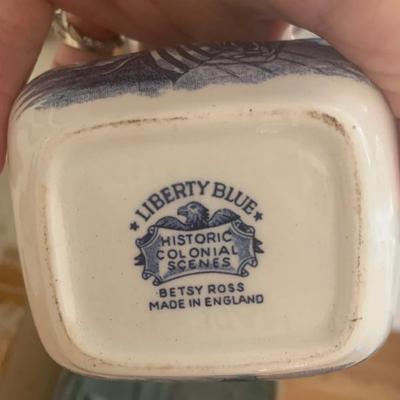 LIBERTY BLUE
HISTORIC
COLONIAL
SCENES
BETSY ROSS
MADE IN ENGLAND